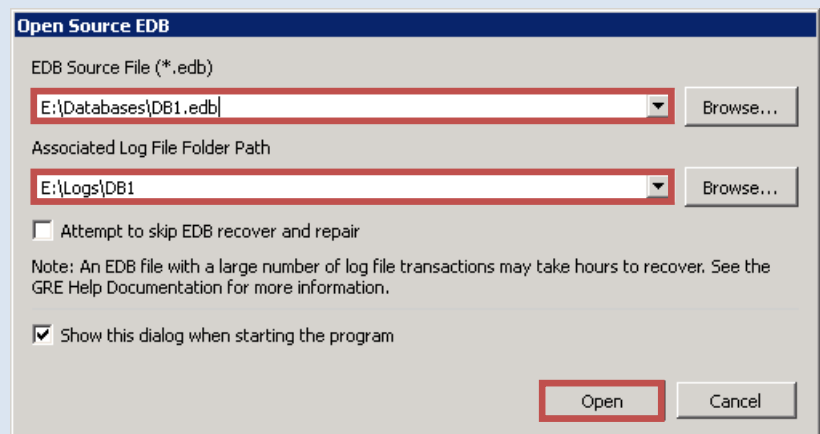 Open Source EDB
EDB Source File (*.edb)
E:\Databases\DB1.edb
Browse...
Associated Log File Folder Path
E:\Logs\DB1
Browse...
Attempt to skip EDB recover and repair
Note: An EDB file with a large number of log file transactions may take hours to recover. See the
GRE Help Documentation for more information.
Show this dialog when starting the program
Open
Cancel